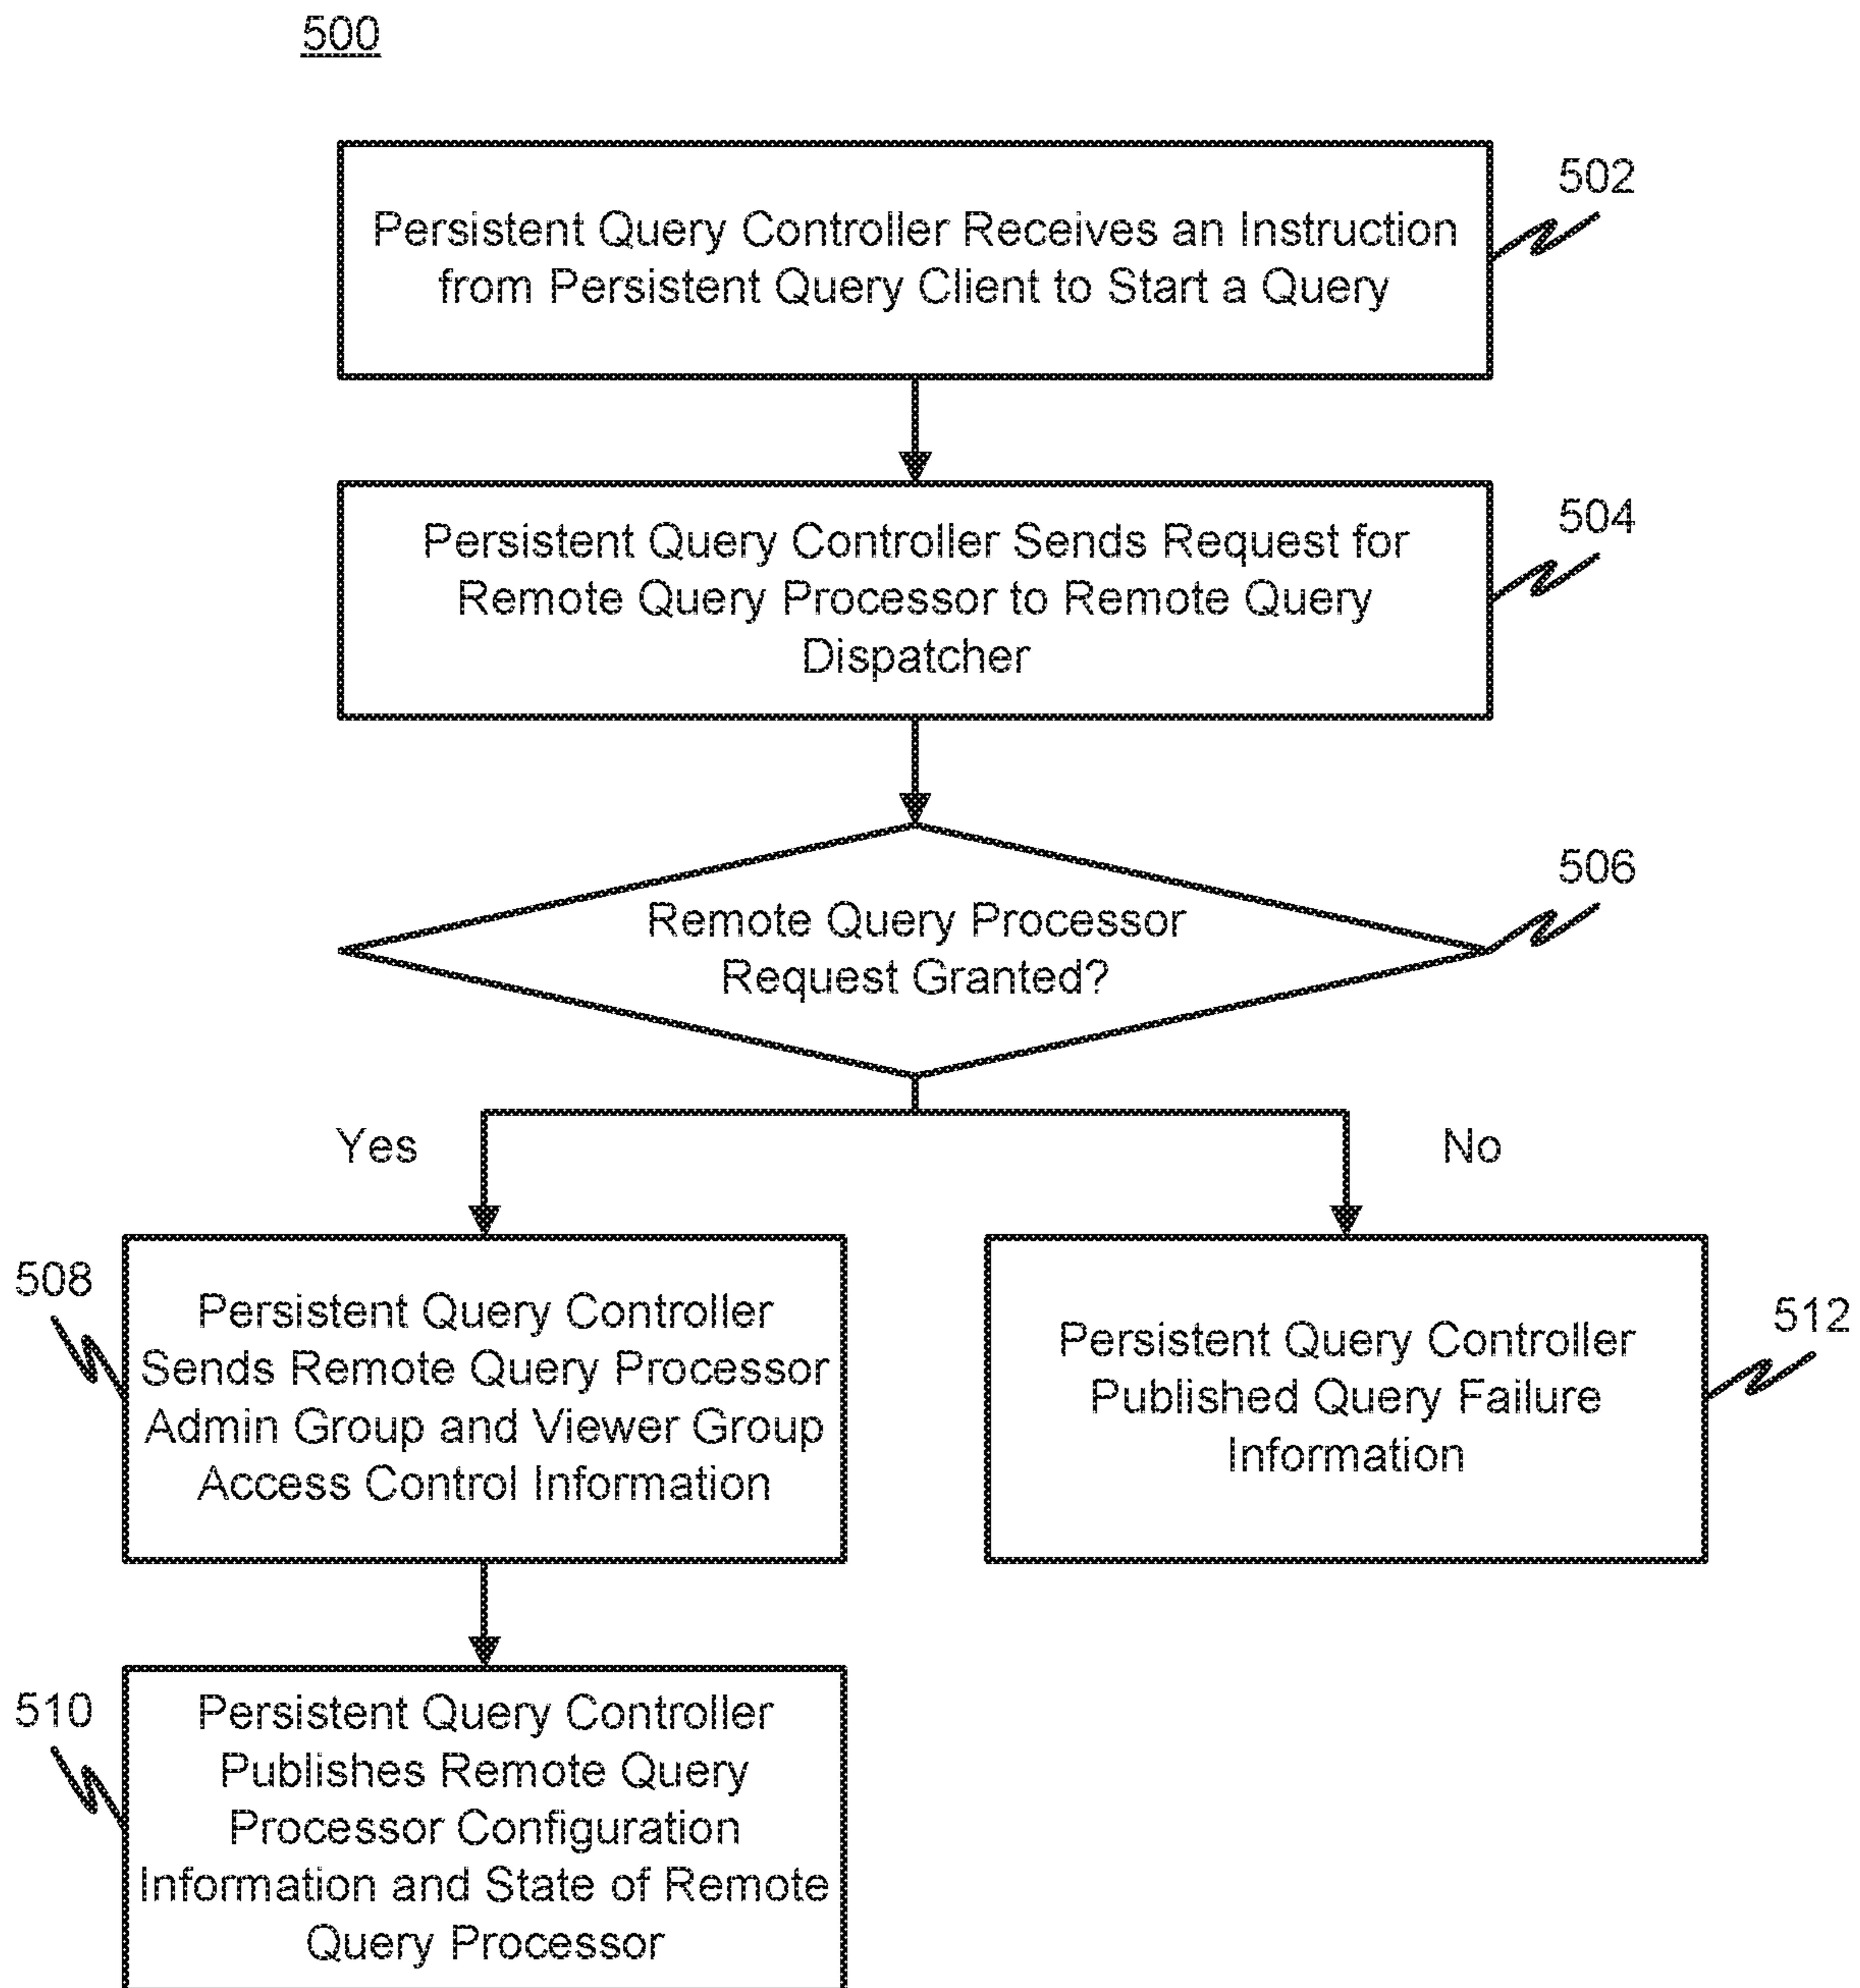 500
502
Persistent Query Controller Receives an Instruction
from Persistent Query Client to Start a Query
504
Persistent Query Controller Sends Request for
Remote Query Processor to Remote Query
Dispatcher
506
Remote Query Processor
Request Granted?
Yes
No
508
Persistent Query Controller
Sends Remote Query Processor
Admin Group and Viewer Group
Access Control Information
512
Persistent Query Controller
Published Query Failure
Information
510
Persistent Query Controller
Publishes Remote Query
Processor Configuration
Information and State of Remote
Query Processor